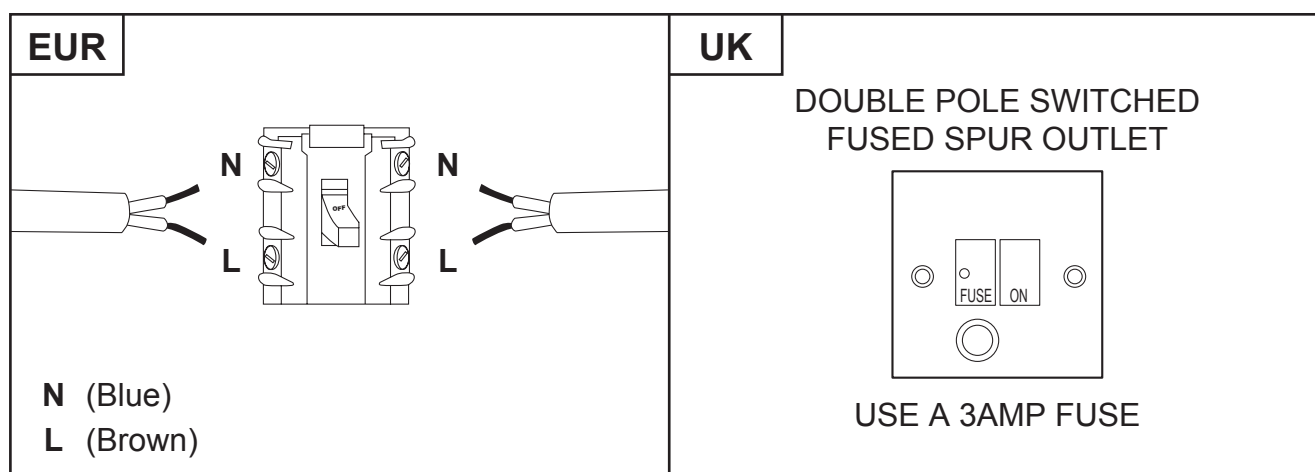 EUR
N
N
OFF
L
L
N (Blue)
L (Brown)
UK
DOUBLE POLE SWITCHED
FUSED SPUR OUTLET
FUSE
ON
USE A 3AMP FUSE